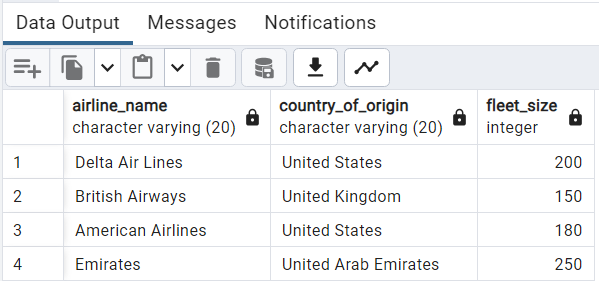 Data Output Messages Notifications
airline_name country_of_origin fleet_size
character varying (20) character varying (20) integer
1 Delta Air Lines United States 200
2 British Airways United Kingdom 150
3 American Airlines United States 180
4 Emirates United Arab Emirates 250